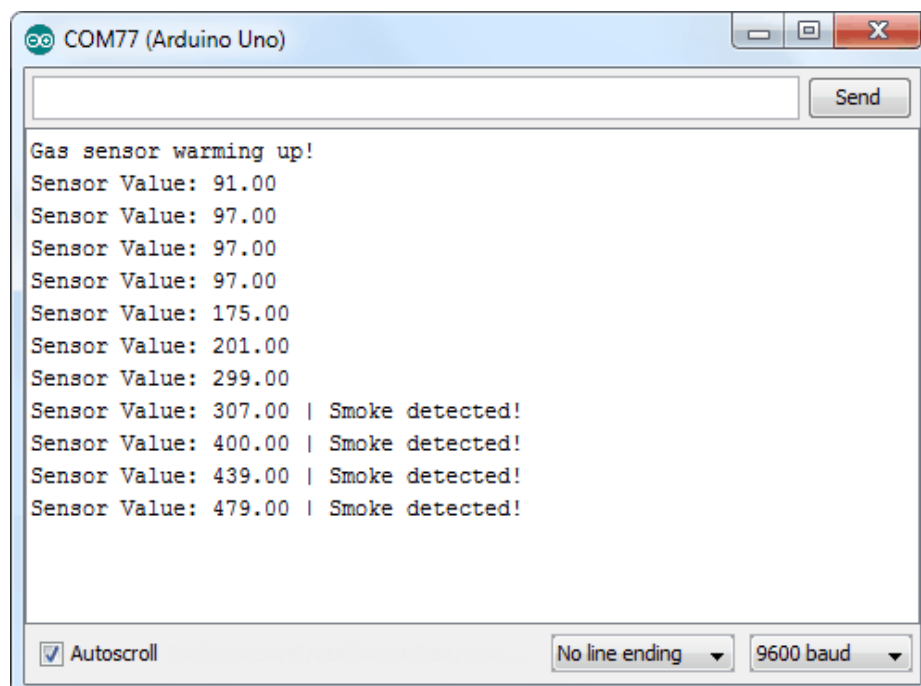 COM77 (Arduino Uno)
Send
Gas sensor warming up!
Sensor Value: 91.00
Sensor Value: 97.00
Sensor Value: 97.00
Sensor Value: 97.00
Sensor Value: 175.00
Sensor Value: 201.00
Sensor Value: 299.00
Sensor Value: 307.00 | Smoke detected!
Sensor Value: 400.00 | Smoke detected!
Sensor Value: 439.00 | Smoke detected!
Sensor Value: 479.00 | Smoke detected!
Autoscroll No line ending 9600 baud